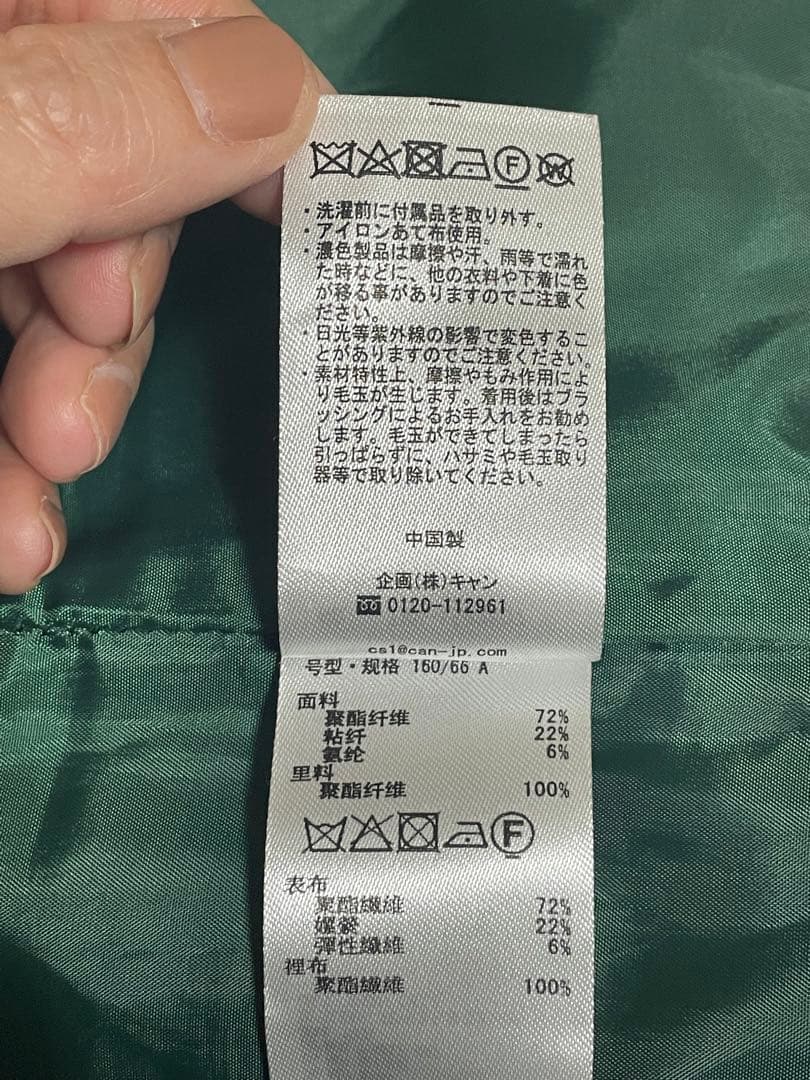 F W
・洗濯前に付属品を取り外す。
・アイロンあて布使用。
・濃色製品は摩擦や汗、雨等で濡れ
た時などに、他の衣料や下着に色
が移る事がありますのでご注意く
ださい。
・日光等紫外線の影響で変色するこ
とがありますのでご注意ください。
・素材特性上、摩擦やもみ作用によ
り毛玉が生じます。着用後はブラ
ッシングによるお手入れをお勧め
します。毛玉ができてしまったら
引っぱらずに、ハサミや毛玉取り
器等で取り除いてください。
中国製
企画(株)キャン
0120-112961
cs1@can-jp.com
号型・规格 160/66 A
面料
聚酯纤维 72%
粘纤 22%
氨纶 6%
里料
聚酯纤维 100%
F
表布
聚酯纖維 72%
嫘縈 22%
彈性纖維 6%
裡布
聚酯纖維 100%